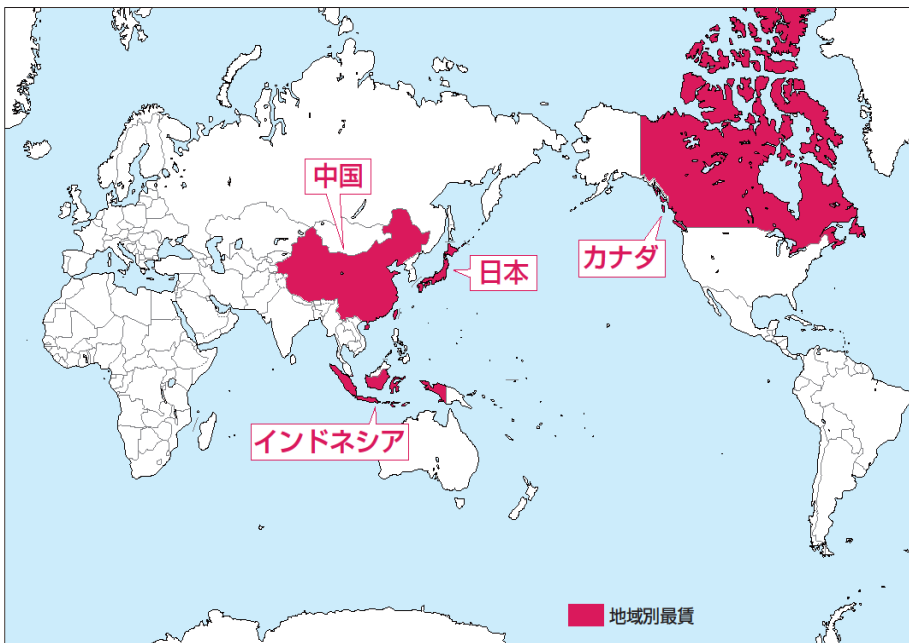 中国
日本
カナダ
インドネシア
地域別最賃